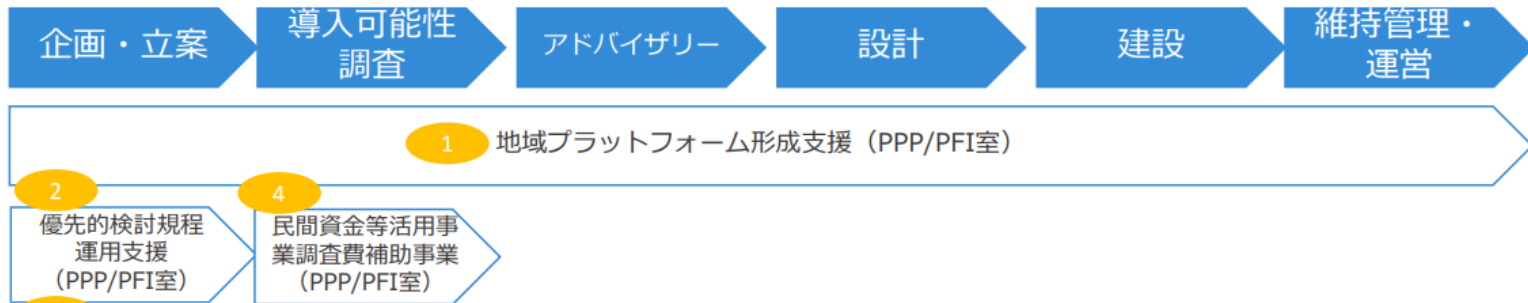 企画・立案
導入可能性
調査
アドバイザリー
設計
建設
維持管理・
運営
1 地域プラットフォーム形成支援（PPP/PFI室）
2
優先的検討規程
運用支援
（PPP/PFI室）
4
民間資金等活用事
業調査費補助事業
（PPP/PFI室）